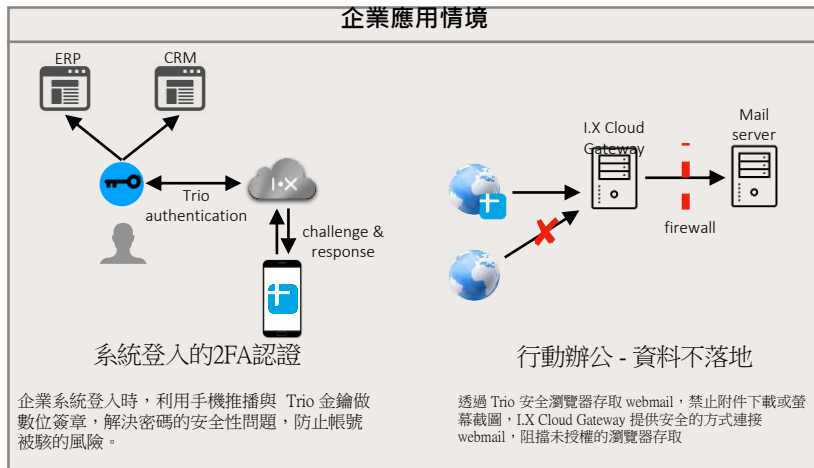 企業應用情境
ERP
CRM
I•X
Trio
authentication
challenge &
response
系統登入的2FA認證
企業系統登入時，利用手機推播與 Trio 金鑰做
數位簽章，解決密碼的安全性問題，防止帳號
被駭的風險。
I.X Cloud
Gateway
Mail
server
firewall
行動辦公 - 資料不落地
透過 Trio 安全瀏覽器存取 webmail，禁止附件下載或螢
幕截圖，I.X Cloud Gateway 提供安全的方式連接
webmail，阻擋未授權的瀏覽器存取